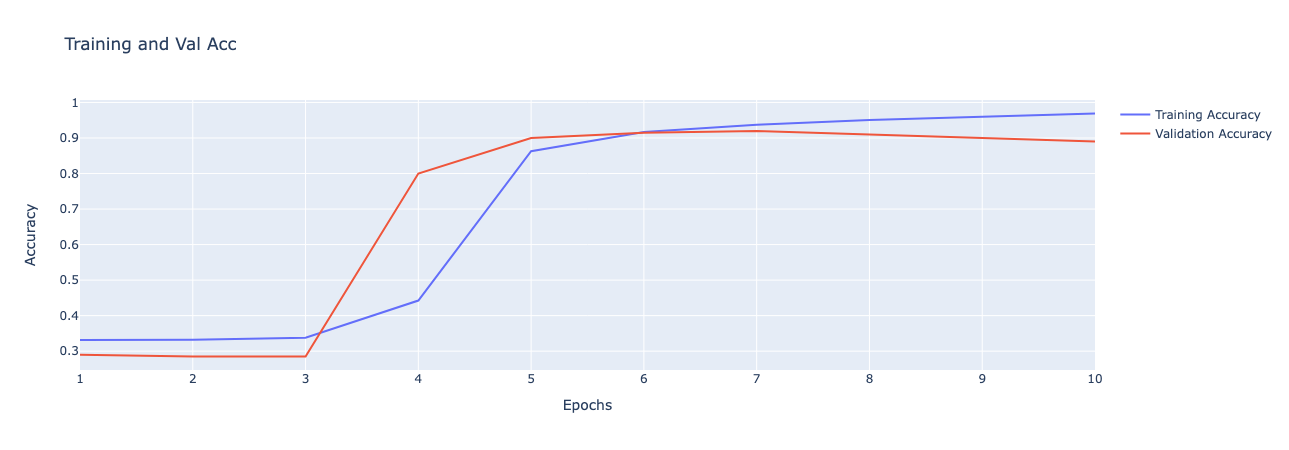 Training and Val Acc
Training Accuracy
Validation Accuracy
Accuracy
1
0.9
0.8
0.7
0.6
0.5
0.4
0.3
1 2 3 4 5 6 7 8 9 10
Epochs